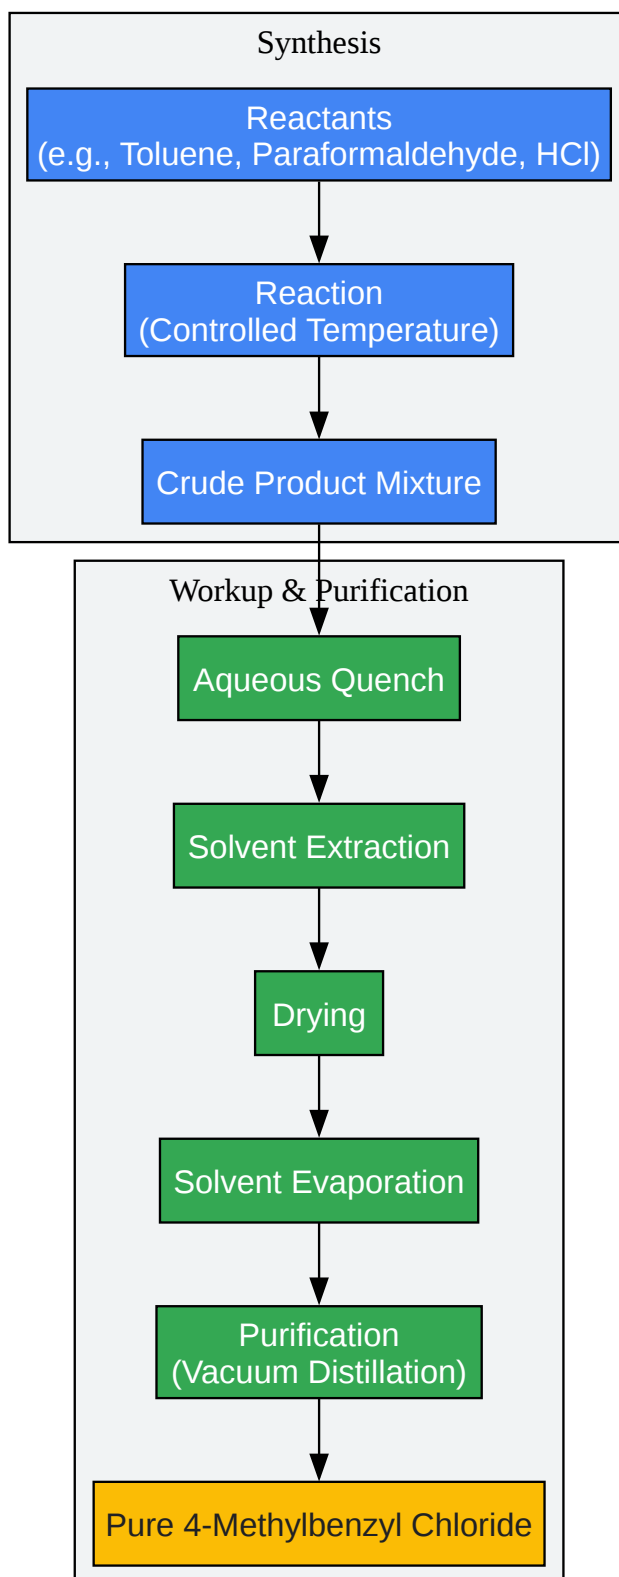 Synthesis
Reactants
(e.g., Toluene, Paraformaldehyde, HCl)
Reaction
(Controlled Temperature)
Crude Product Mixture
Workup & Purification
Aqueous Quench
Solvent Extraction
Drying
Solvent Evaporation
Purification
(Vacuum Distillation)
Pure 4-Methylbenzyl Chloride